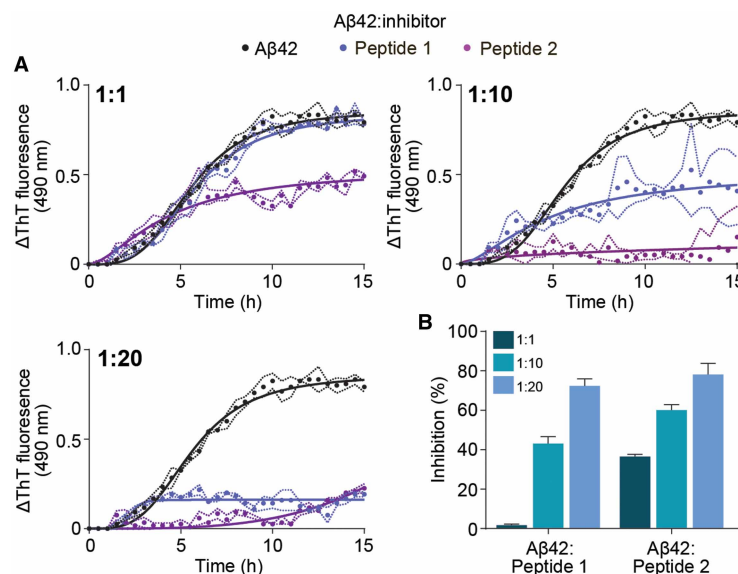 Aβ42:inhibitor
Aβ42 Peptide 1 Peptide 2
A
1:1
1.0
0.5
0
0 5 10 15
Time (h)
ΔThT fluoresence
(490 nm)
1:10
1.0
0.5
0
0 5 10 15
Time (h)
ΔThT fluoresence
(490 nm)
1:20
1.0
0.5
0
0 5 10 15
Time (h)
ΔThT fluoresence
(490 nm)
B
100
80
60
40
20
0
Inhibition (%)
1:1
1:10
1:20
Aβ42:
Peptide 1
Aβ42:
Peptide 2